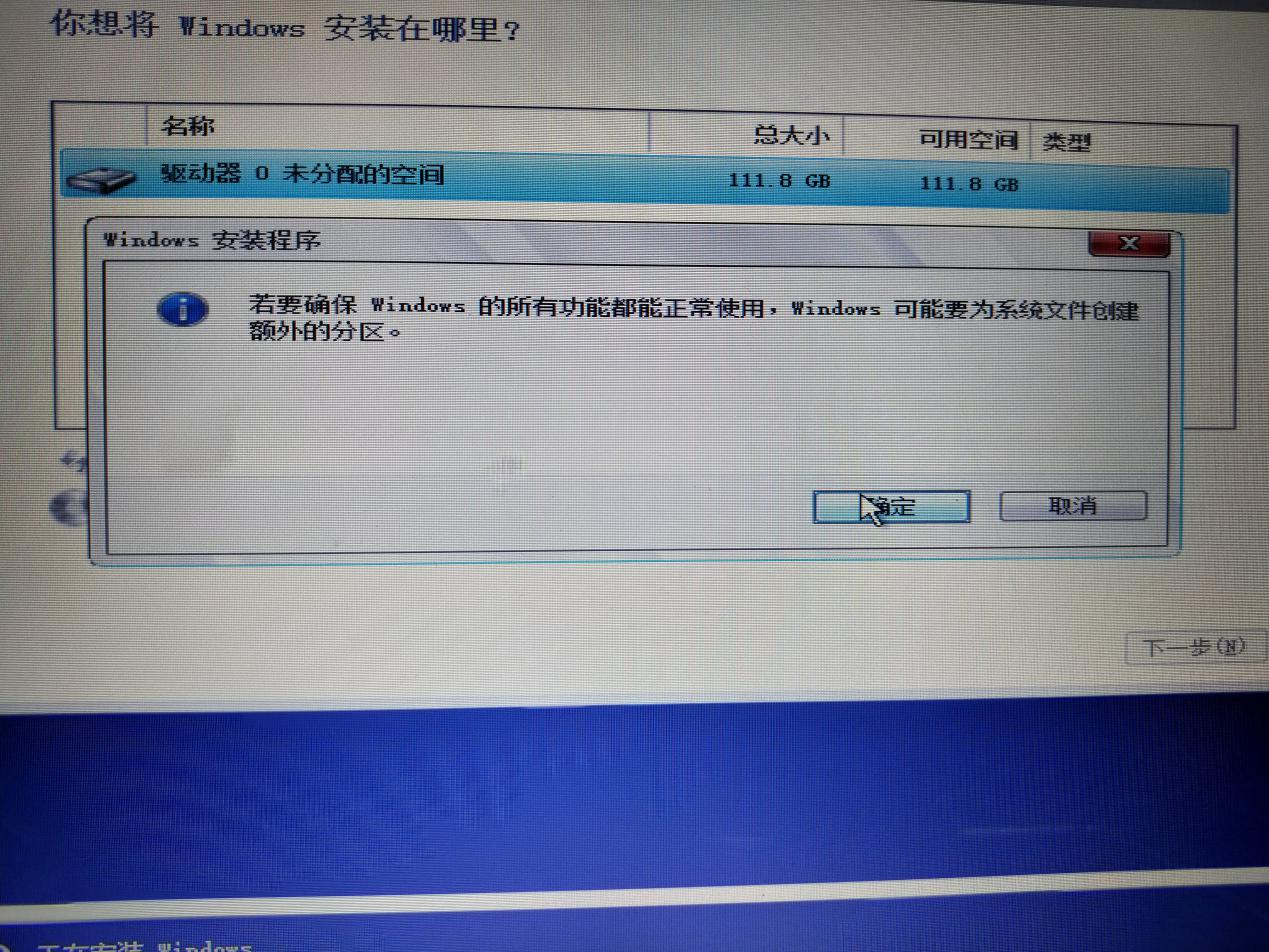 你想将 Windows 安装在哪里?
名称 总大小 可用空间 类型
驱动器 0 未分配的空间 111.8 GB 111.8 GB
Windows 安装程序
若要确保 Windows 的所有功能都能正常使用，Windows 可能要为系统文件创建
额外的分区。
确定 取消
下一步(N)
正在安装 Windows